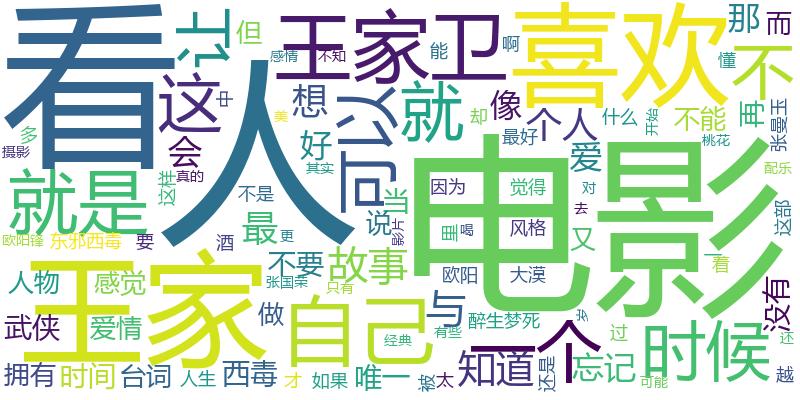 看
人
让
但
感情
不知
王家卫
能
啊
喜欢
那
而
懂
不
这
中
想
可以
就
像
却
个人
什么
开始
不能
再
张曼玉
多
摄影
会
真的
这样
美
好
其实
最好
爱
桃花
就是
不是
当
因为
觉得
对
电影
配乐
欧阳锋
东邪西毒
要
酒
最
更
说
影片
里
喝
风格
去
又
这部
人物
感觉
不要
张国荣
故事
只有
欧阳
大漠
一
看
没有
武侠
爱情
王家
做
自己
经典
与
有些
醉生梦死
岁
一个
过
时候
还
拥有
时间
台词
人生
西毒
才
如果
唯一
被
太
知道
还是
忘记
可能
越